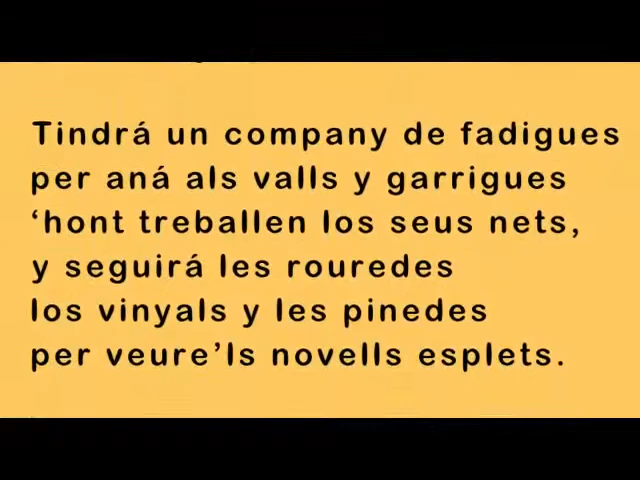 Tindrá un company de fadigues
per aná als valls y garrigues
‘hont treballen los seus nets,
y seguirá les rouredes
los vinyals y les pinedes
per veure’ls novells esplets.